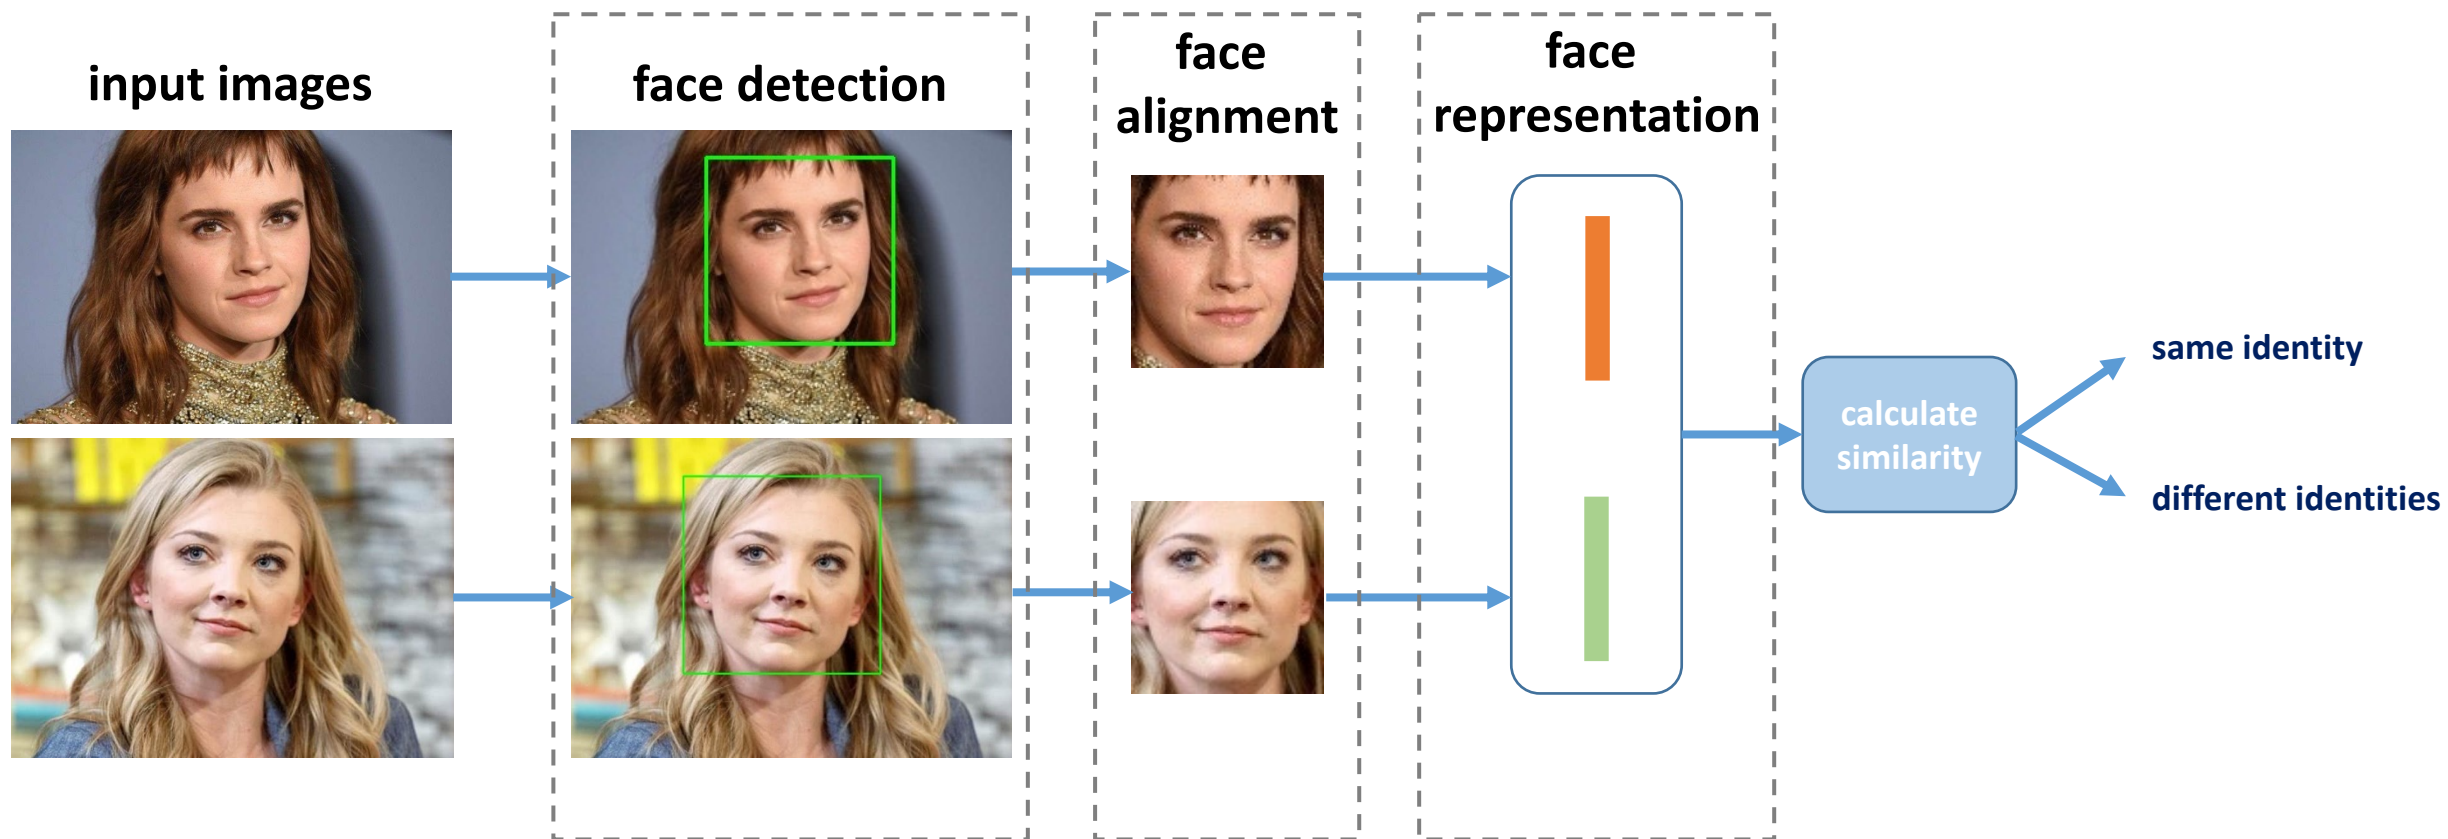 input images
face detection
face
alignment
face
representation
calculate
similarity
same identity
different identities